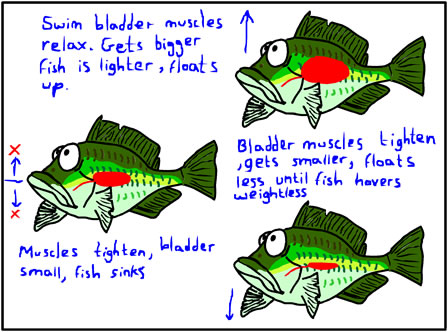 Swim bladder muscles
relax. Gets bigger
fish is lighter, floats
up.
Bladder muscles tighten
, gets smaller, floats
less until fish hovers
weightless
Muscles tighten, bladder
small, fish sinks